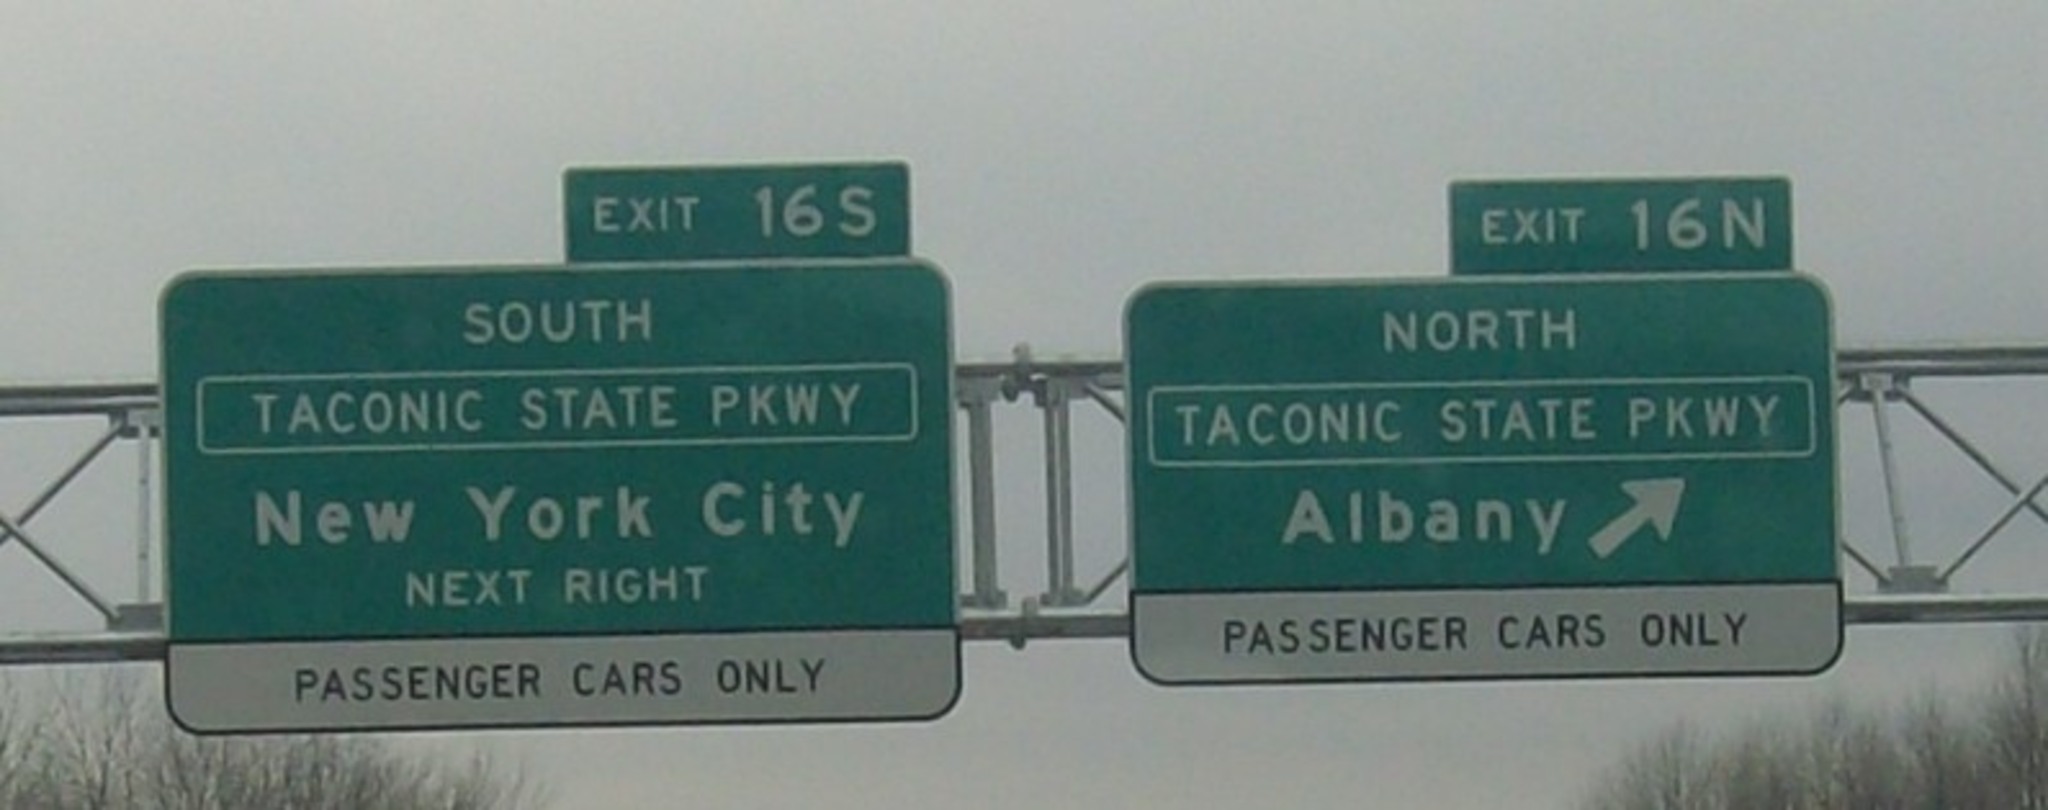 EXIT 16S
SOUTH
TACONIC STATE PKWY
New York City
NEXT RIGHT
PASSENGER CARS ONLY
EXIT 16N
NORTH
TACONIC STATE PKWY
Albany
PASSENGER CARS ONLY